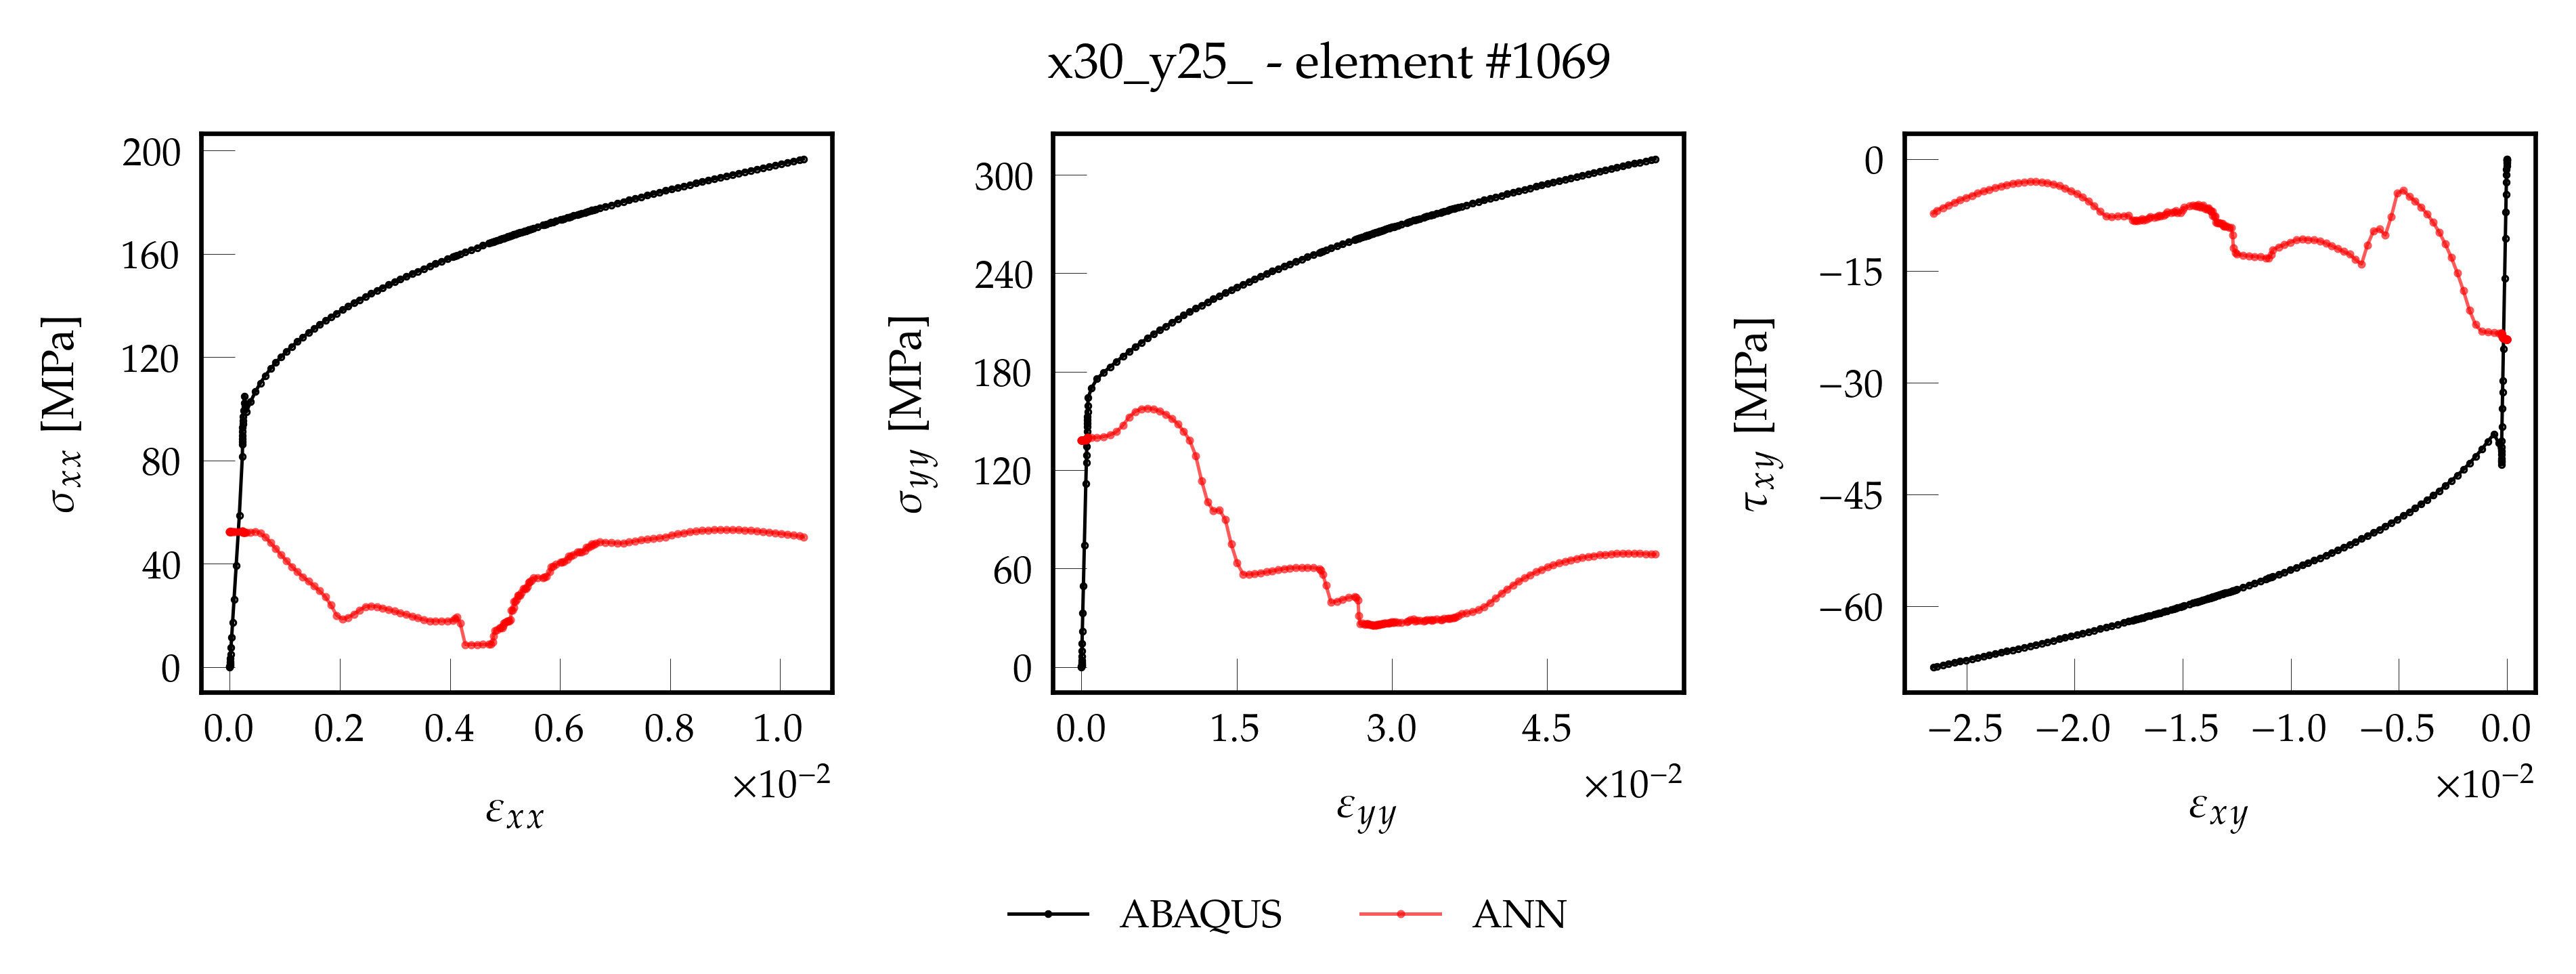 x30_y25_ - element #1069
σxx [MPa]
200
160
120
80
40
0
0.0 0.2 0.4 0.6 0.8 1.0
×10−2
εxx
σyy [MPa]
300
240
180
120
60
0
0.0 1.5 3.0 4.5
×10−2
εyy
τxy [MPa]
0
−15
−30
−45
−60
−2.5 −2.0 −1.5 −1.0 −0.5 0.0
×10−2
εxy
ABAQUS ANN